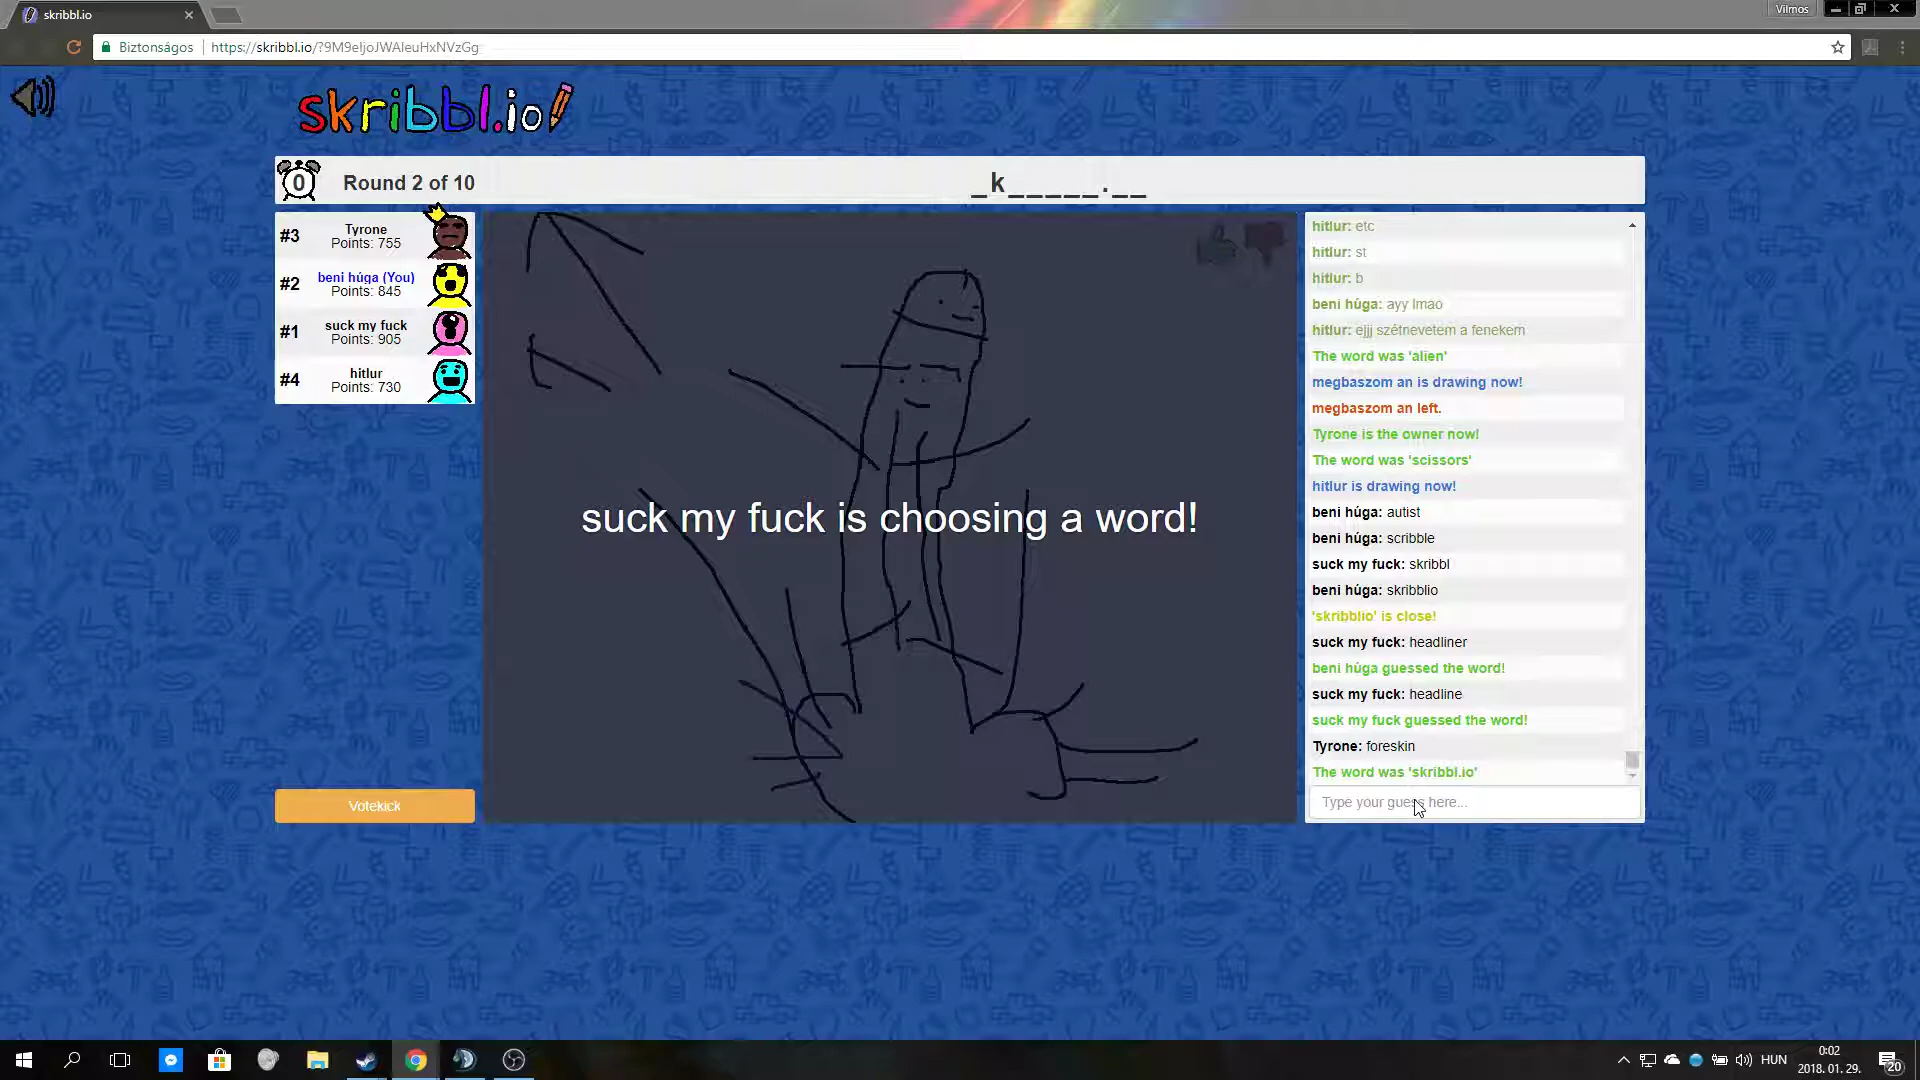 skribbl.io
Vilmos
Biztonságos
https://skribbl.io/?9M9eljoJWAleuHxNVzGg
skribbl.io
0
Round 2 of 10
_k_____.__
#3
Tyrone
Points: 755
#2
beni húga (You)
Points: 845
#1
suck my fuck
Points: 905
#4
hitlur
Points: 730
Votekick
suck my fuck is choosing a word!
hitlur: etc
hitlur: st
hitlur: b
beni húga: ayy lmao
hitlur: ejjj szétnevetem a fenekem
The word was 'alien'
megbaszom an is drawing now!
megbaszom an left.
Tyrone is the owner now!
The word was 'scissors'
hitlur is drawing now!
beni húga: autist
beni húga: scribble
suck my fuck: skribbl
beni húga: skribblio
'skribblio' is close!
suck my fuck: headliner
beni húga guessed the word!
suck my fuck: headline
suck my fuck guessed the word!
Tyrone: foreskin
The word was 'skribbl.io'
Type your guess here...
HUN
0:02
2018. 01. 29.
20